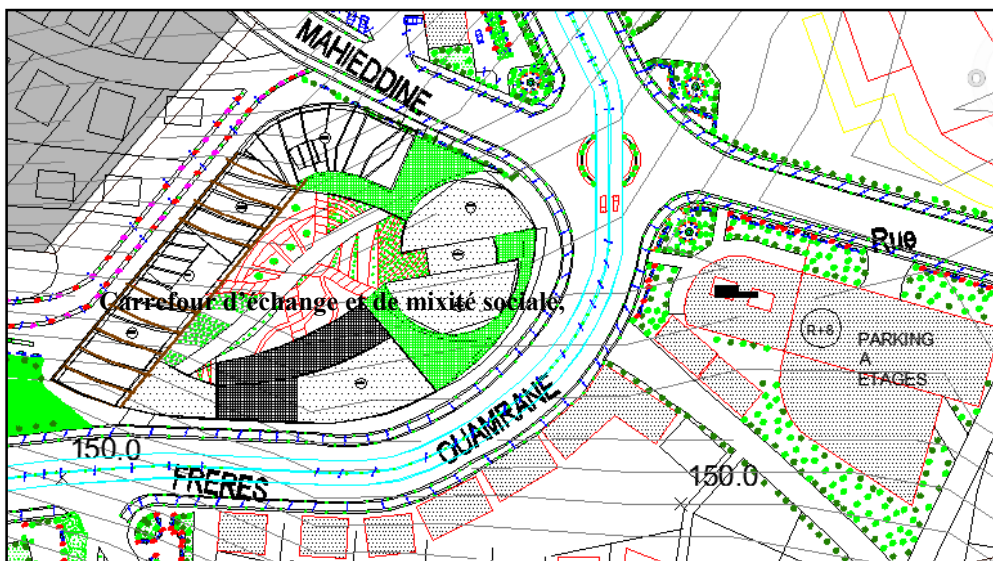 MAHIEDDINE
Rue
Carrefour d'échange et de mixité sociale,
R+8
PARKING
A
ETAGES
OUAMRANE
150.0
150.0
FRERES